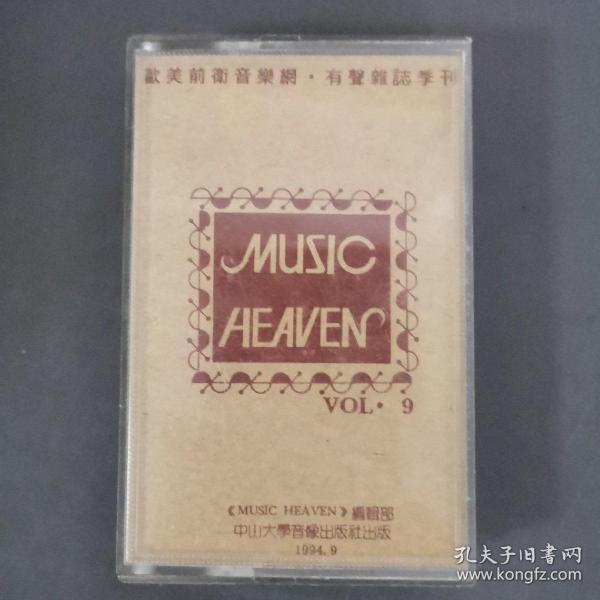 歐美前衛音樂網·有聲雜誌季刊
MUSIC
HEAVEN
VOL· 9
《MUSIC HEAVEN》編輯部
中山大學音像出版社出版
1994.9
孔夫子旧书网
www.kongfz.com